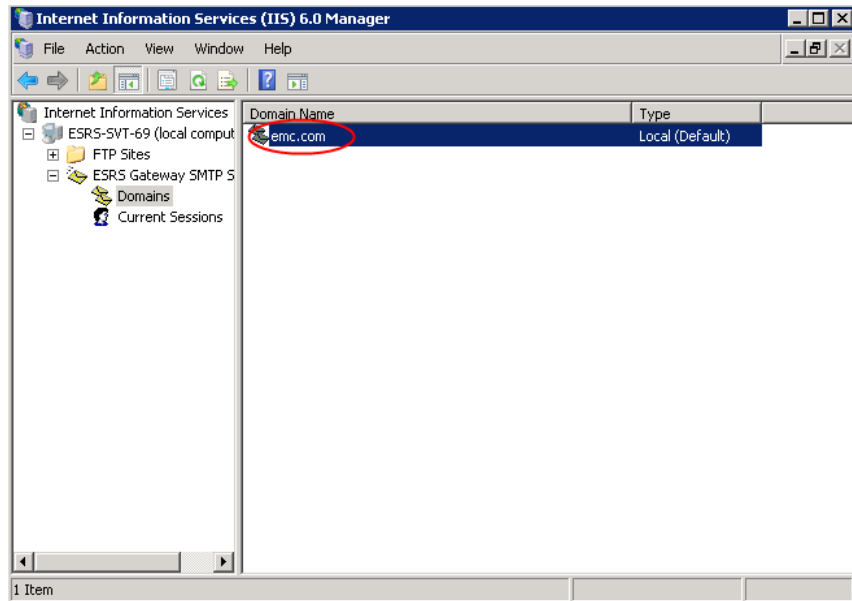 Internet Information Services (IIS) 6.0 Manager
File Action View Window Help
Internet Information Services
ESRS-SVT-69 (local comput
FTP Sites
ESRS Gateway SMTP S
Domains
Current Sessions
Domain Name Type
emc.com Local (Default)
1 Item